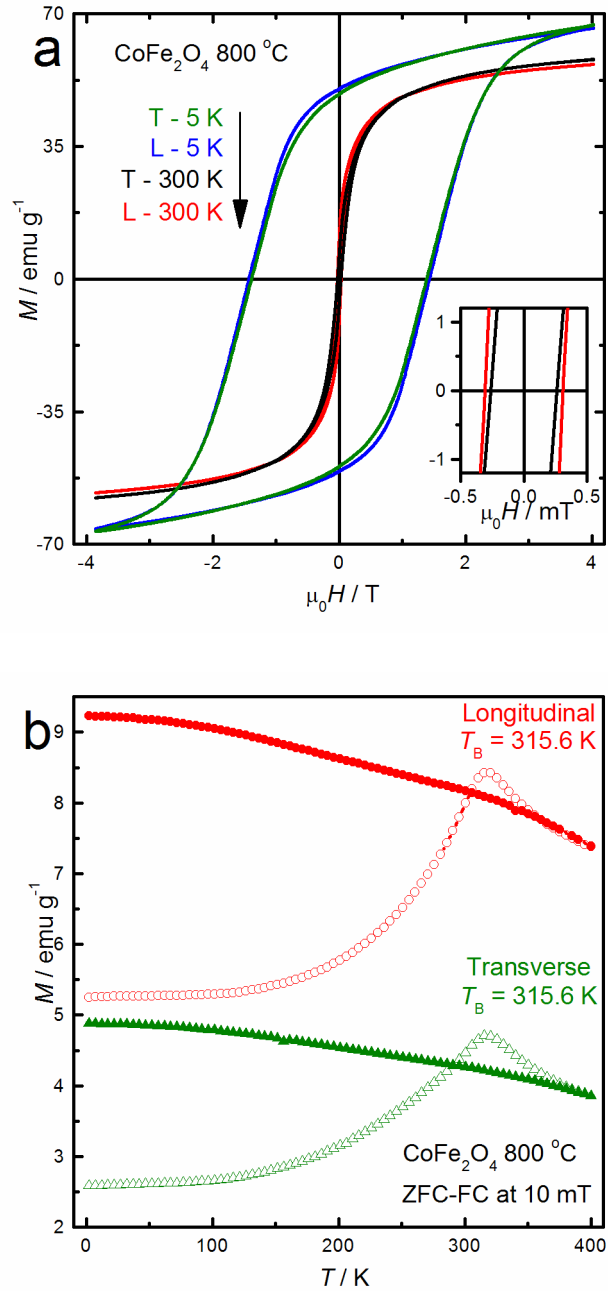 a
CoFe₂O₄ 800 °C
T - 5 K
L - 5 K
T - 300 K
L - 300 K
70
35
0
-35
-70
M / emu g⁻¹
-4
-2
0
2
4
μ₀H / T
1
0
-1
-0.5
0.0
0.5
μ₀H / mT
b
Longitudinal
T_B = 315.6 K
Transverse
T_B = 315.6 K
CoFe₂O₄ 800 °C
ZFC-FC at 10 mT
9
8
7
6
5
4
3
2
M / emu g⁻¹
0
100
200
300
400
T / K